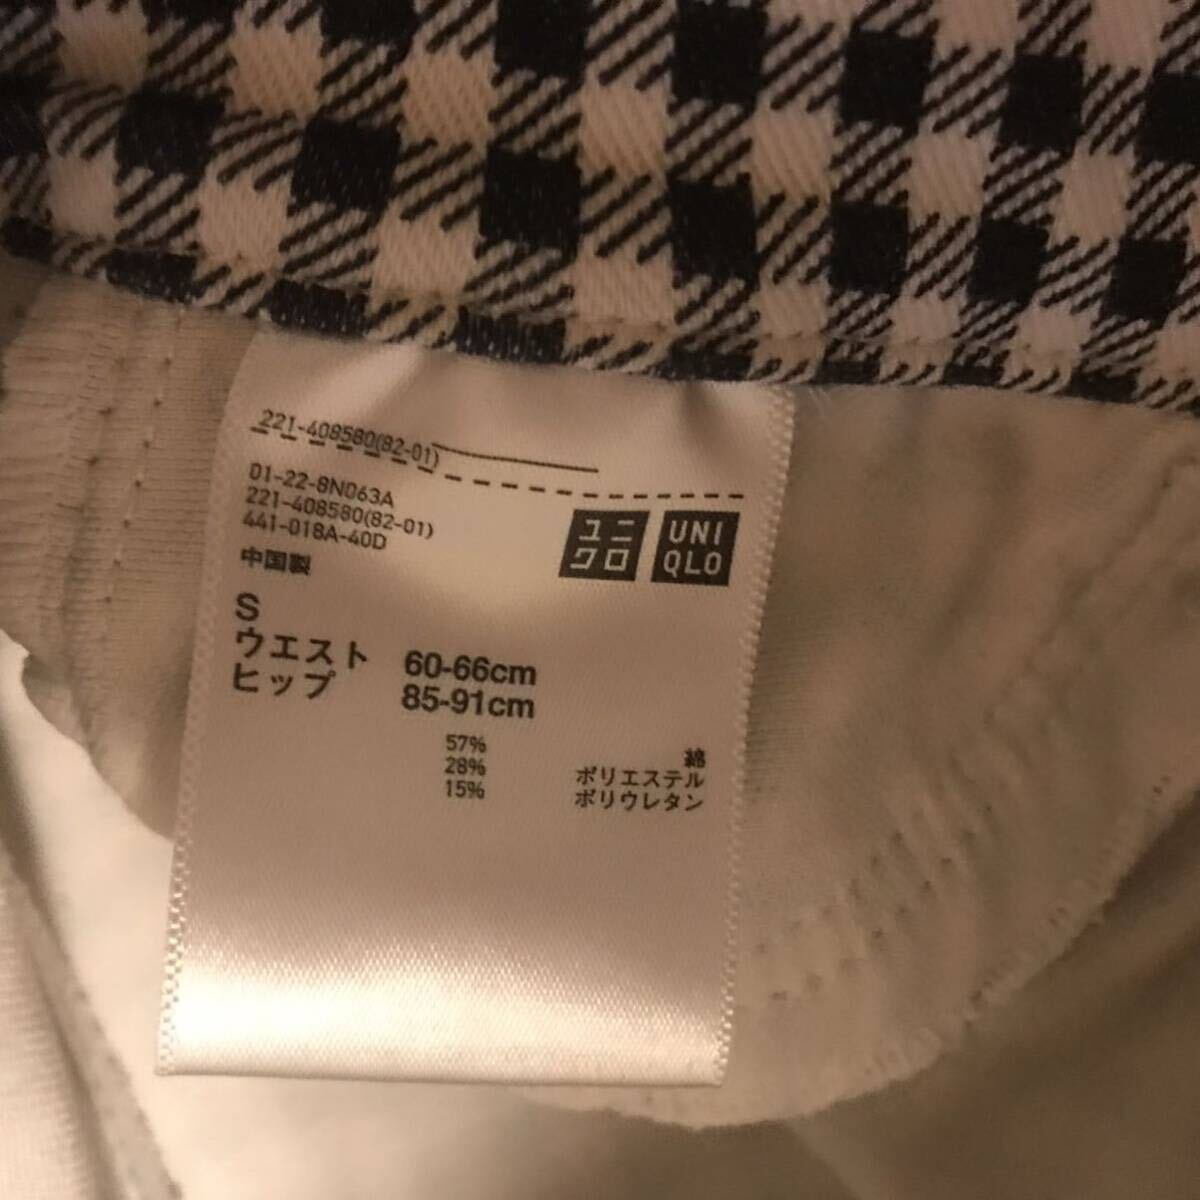 221-408580(82-01)
01-22-8N063A
221-408580(82-01)
441-018A-40D
中国製
ユニ
クロ
UNI
QLO
S
ウエスト 60-66cm
ヒップ 85-91cm
57% 綿
28% ポリエステル
15% ポリウレタン